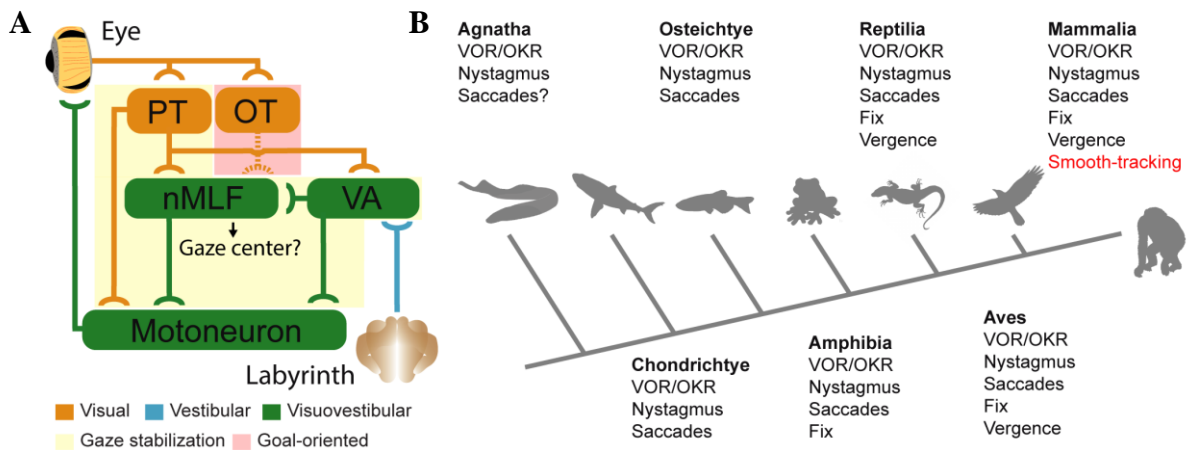 A
Eye
PT
OT
nMLF
VA
Gaze center?
Motoneuron
Labyrinth
Visual
Vestibular
Visuovestibular
Gaze stabilization
Goal-oriented
B
Agnatha
VOR/OKR
Nystagmus
Saccades?
Osteichtye
VOR/OKR
Nystagmus
Saccades
Reptilia
VOR/OKR
Nystagmus
Saccades
Fix
Vergence
Mammalia
VOR/OKR
Nystagmus
Saccades
Fix
Vergence
Smooth-tracking
Chondrichtye
VOR/OKR
Nystagmus
Saccades
Amphibia
VOR/OKR
Nystagmus
Saccades
Fix
Aves
VOR/OKR
Nystagmus
Saccades
Fix
Vergence